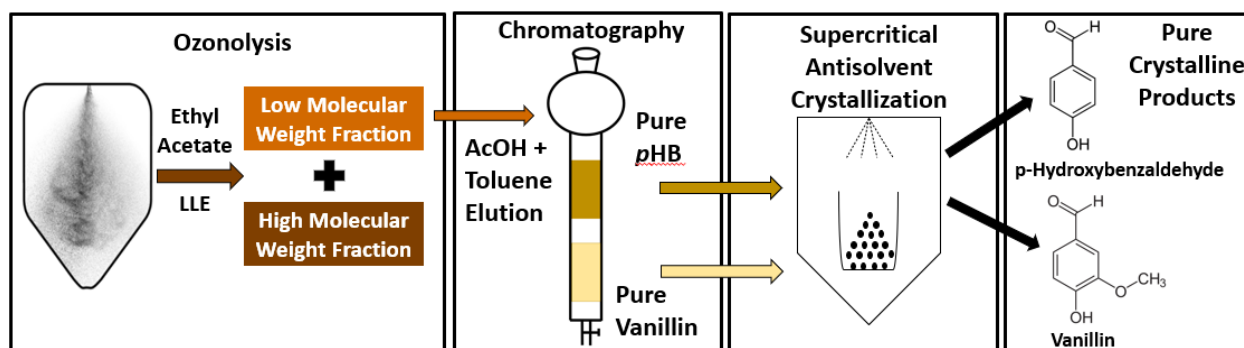 Ozonolysis
Ethyl
Acetate
LLE
Low Molecular
Weight Fraction
High Molecular
Weight Fraction
Chromatography
AcOH +
Toluene
Elution
Pure
pHB
Pure
Vanillin
Supercritical
Antisolvent
Crystallization
Pure
Crystalline
Products
O
H
OH
p-Hydroxybenzaldehyde
O
H
O
CH₃
OH
Vanillin